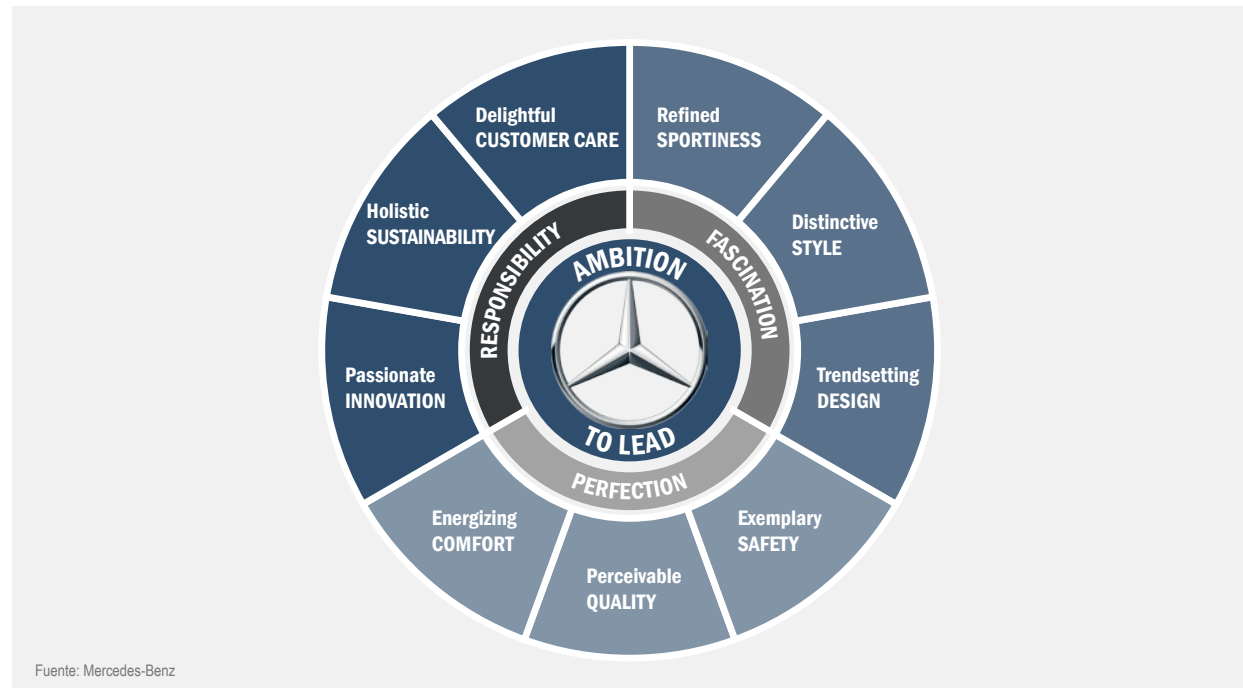 Delightful
CUSTOMER CARE
Refined
SPORTINESS
Holistic
SUSTAINABILITY
Distinctive
STYLE
RESPONSIBILITY
FASCINATION
AMBITION
TO LEAD
Passionate
INNOVATION
Trendsetting
DESIGN
PERFECTION
Energizing
COMFORT
Exemplary
SAFETY
Perceivable
QUALITY
Fuente: Mercedes-Benz